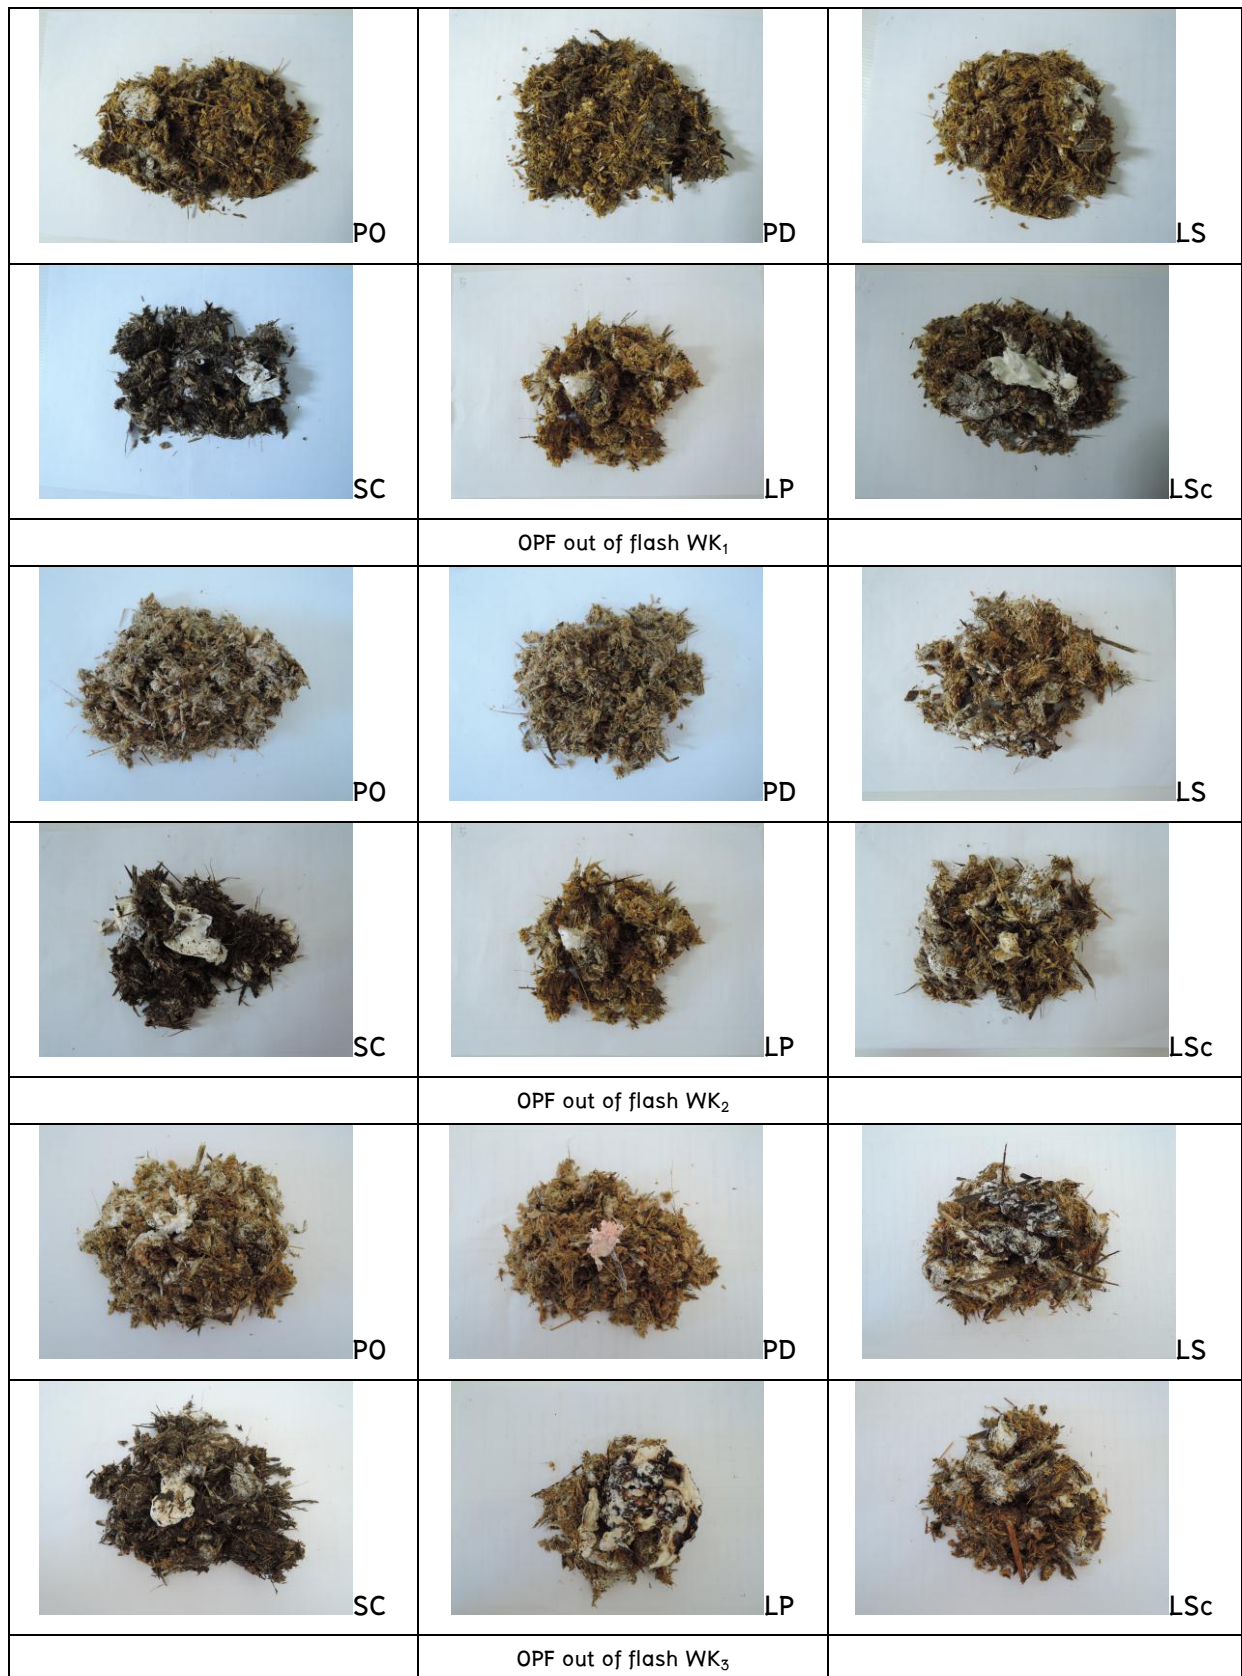 PO
PD
LS
SC
LP
LSc
OPF out of flash WK1
PO
PD
LS
SC
LP
LSc
OPF out of flash WK2
PO
PD
LS
SC
LP
LSc
OPF out of flash WK3